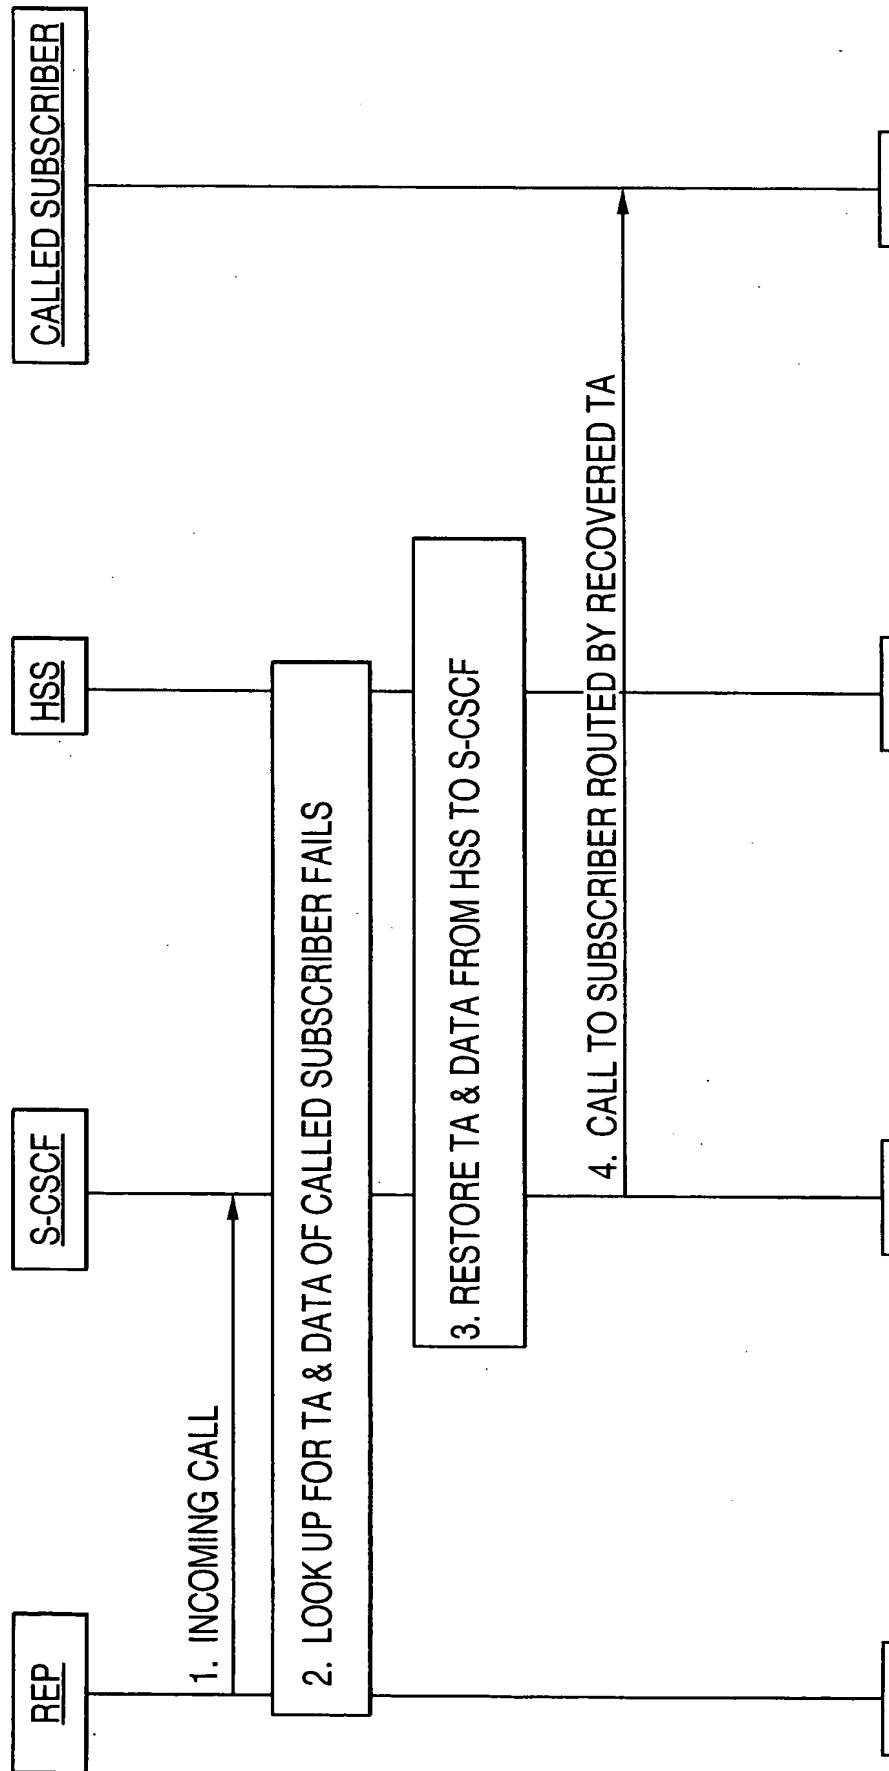 REP
S-CSCF
HSS
CALLED SUBSCRIBER
1. INCOMING CALL
2. LOOK UP FOR TA & DATA OF CALLED SUBSCRIBER FAILS
3. RESTORE TA & DATA FROM HSS TO S-CSCF
4. CALL TO SUBSCRIBER ROUTED BY RECOVERED TA